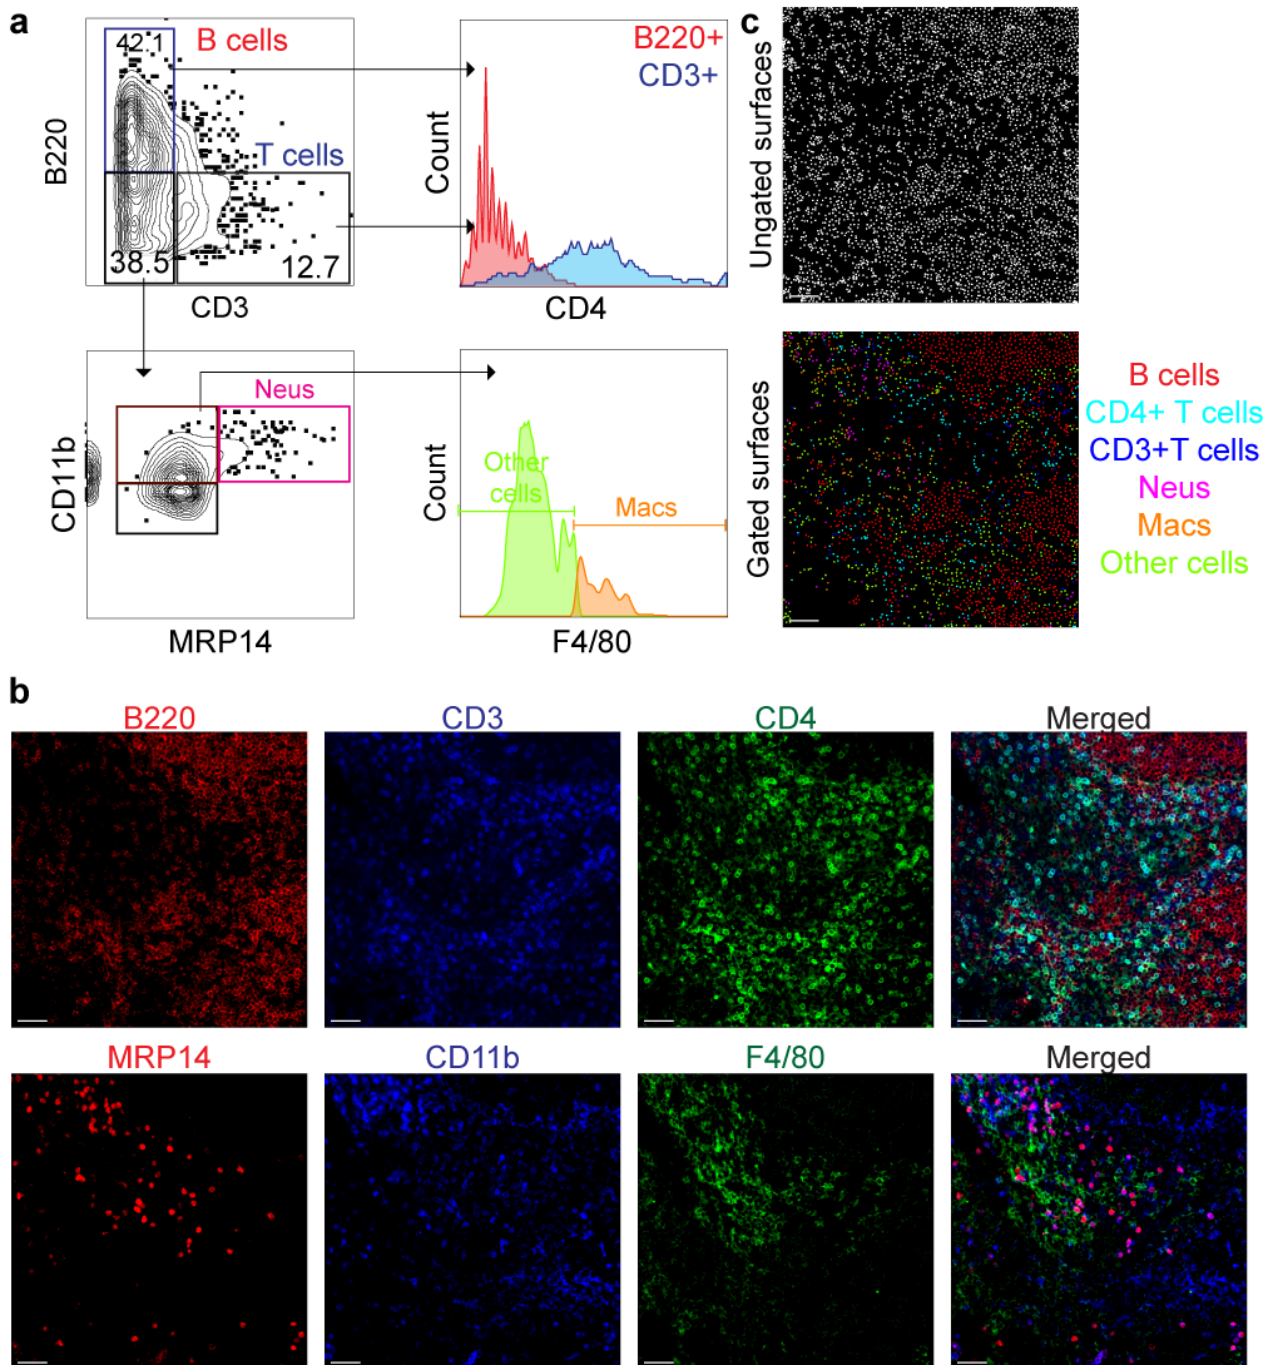 a
42.1
B cells
B220
T cells
38.5
12.7
CD3
B220+
CD3+
Count
CD4
CD11b
Neus
MRP14
Count
Other
cells
Macs
F4/80
c
Ungated surfaces
Gated surfaces
B cells
CD4+ T cells
CD3+T cells
Neus
Macs
Other cells
b
B220
CD3
CD4
Merged
MRP14
CD11b
F4/80
Merged